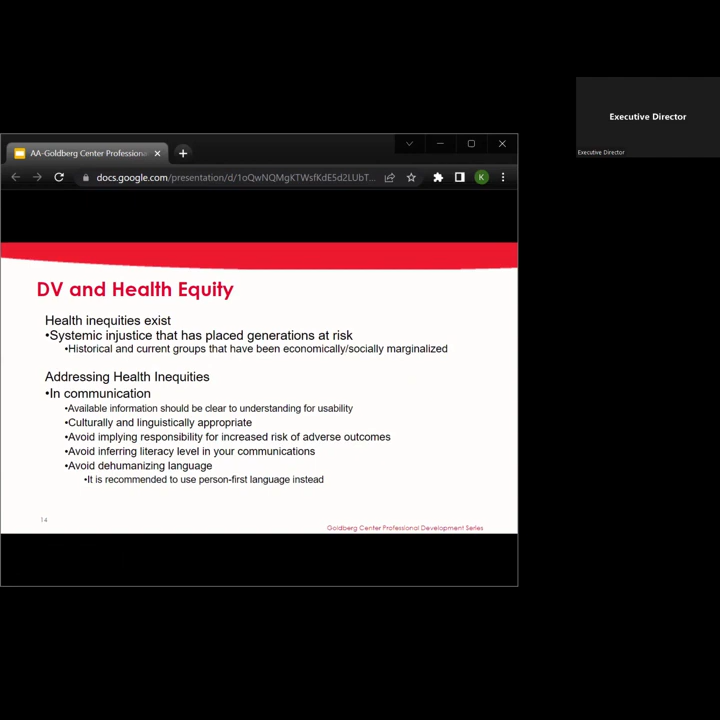 Executive Director
Executive Director
AA-Goldberg Center Professiona
docs.google.com/presentation/d/1oQwNQMgKTWsfKdE5d2LUbT...
K
DV and Health Equity
Health inequities exist
•Systemic injustice that has placed generations at risk
•Historical and current groups that have been economically/socially marginalized
Addressing Health Inequities
•In communication
•Available information should be clear to understanding for usability
•Culturally and linguistically appropriate
•Avoid implying responsibility for increased risk of adverse outcomes
•Avoid inferring literacy level in your communications
•Avoid dehumanizing language
•It is recommended to use person-first language instead
14
Goldberg Center Professional Development Series